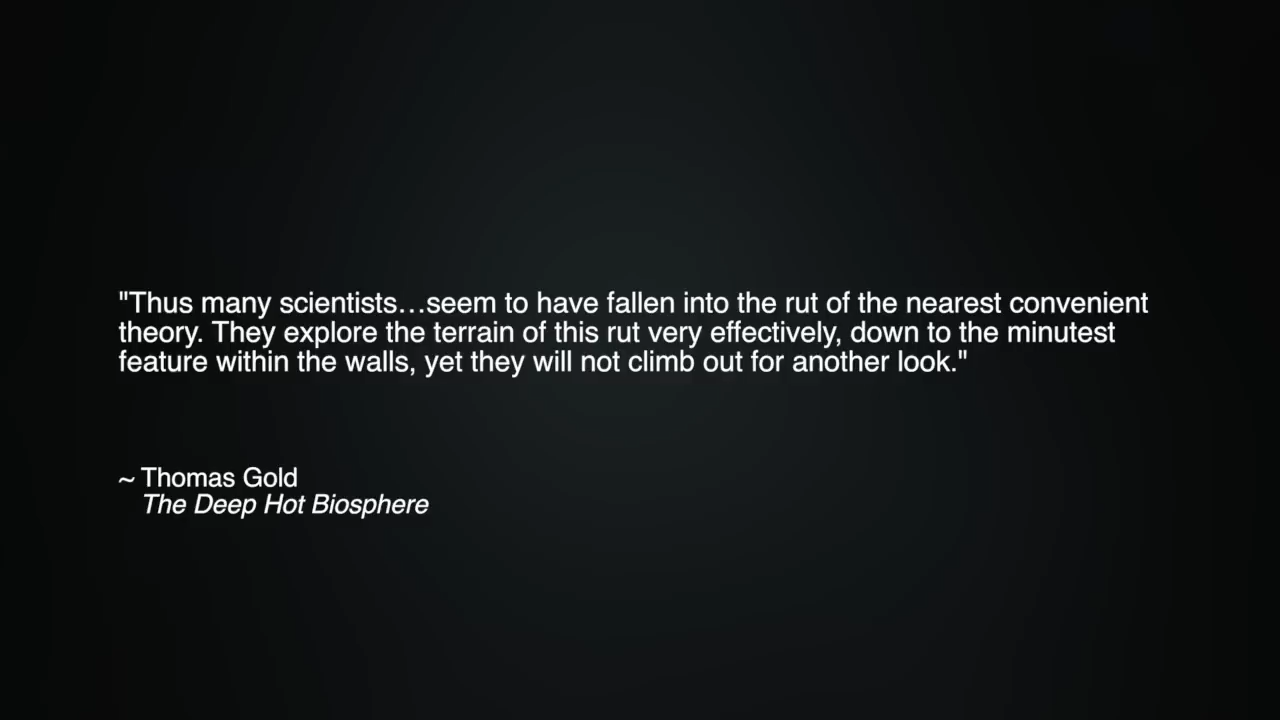 "Thus many scientists…seem to have fallen into the rut of the nearest convenient
theory. They explore the terrain of this rut very effectively, down to the minutest
feature within the walls, yet they will not climb out for another look."
~ Thomas Gold
The Deep Hot Biosphere